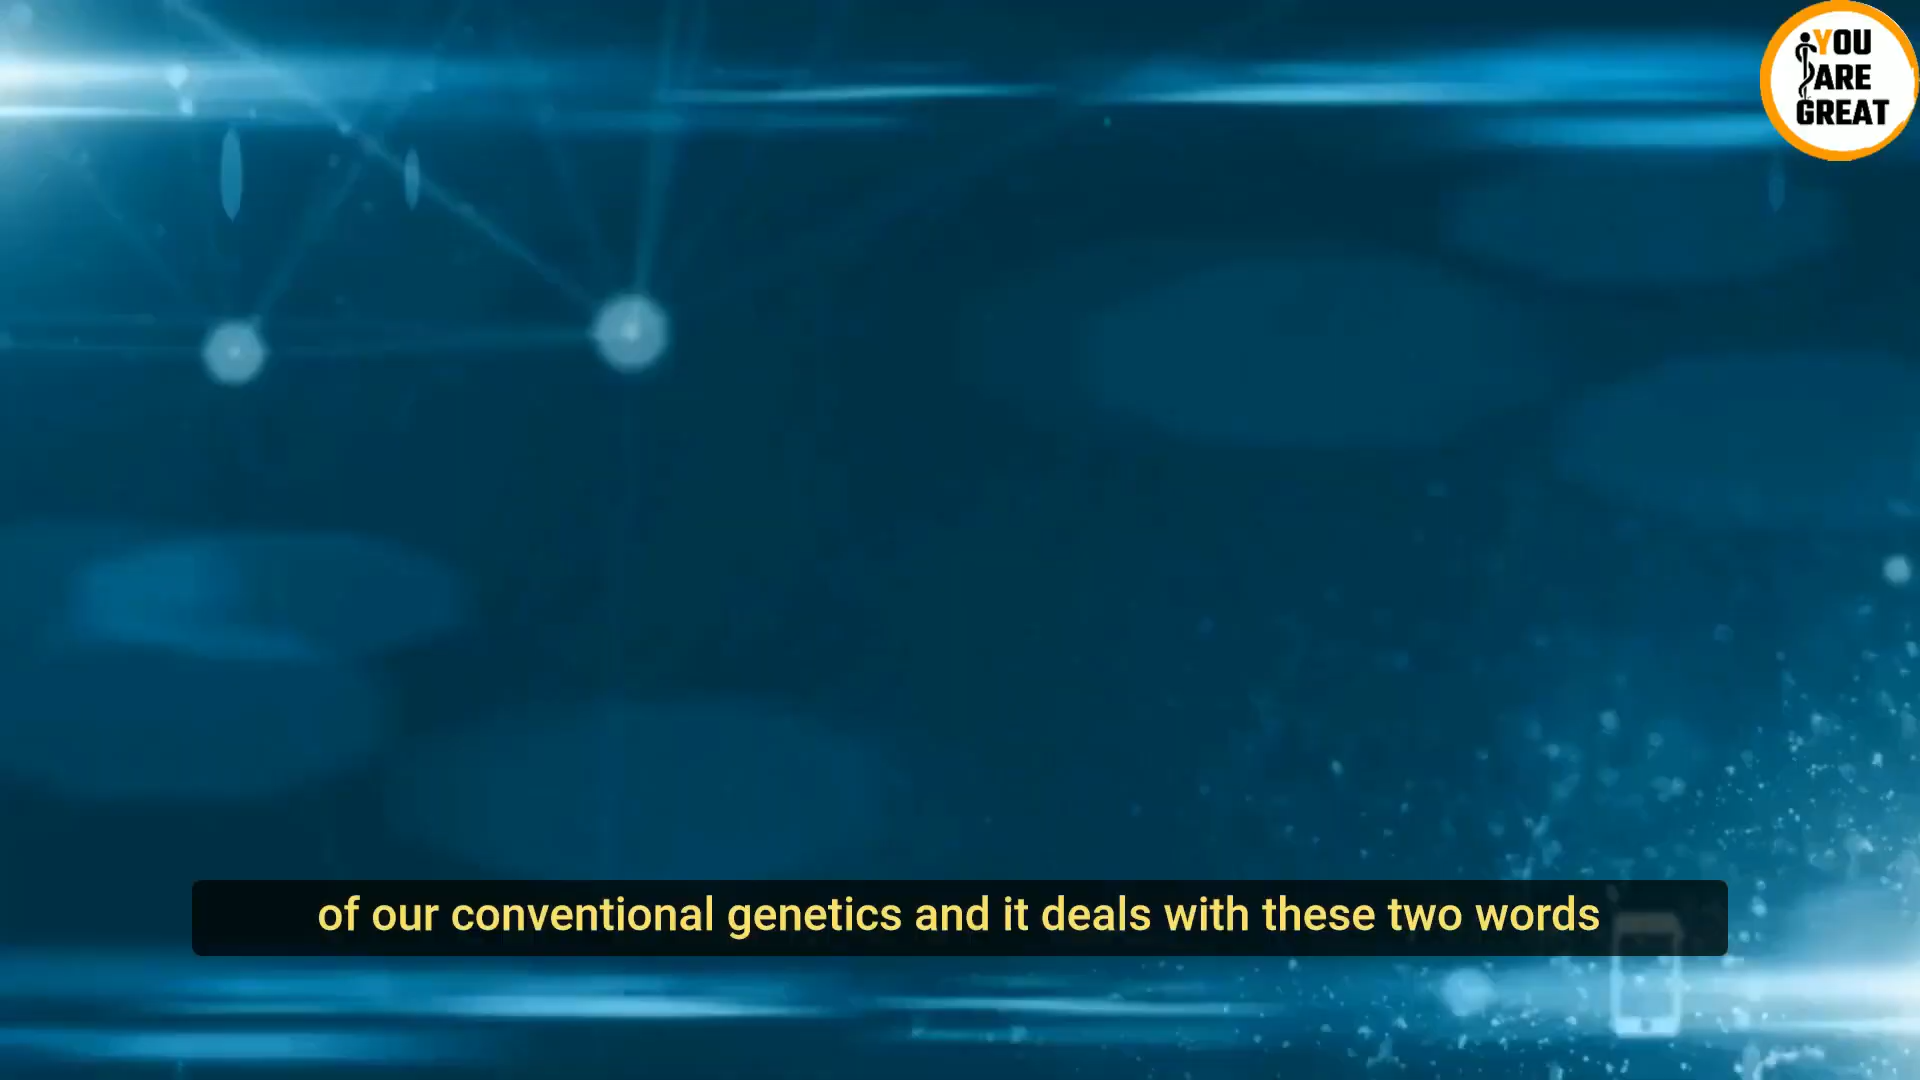 YOU
ARE
GREAT
of our conventional genetics and it deals with these two words